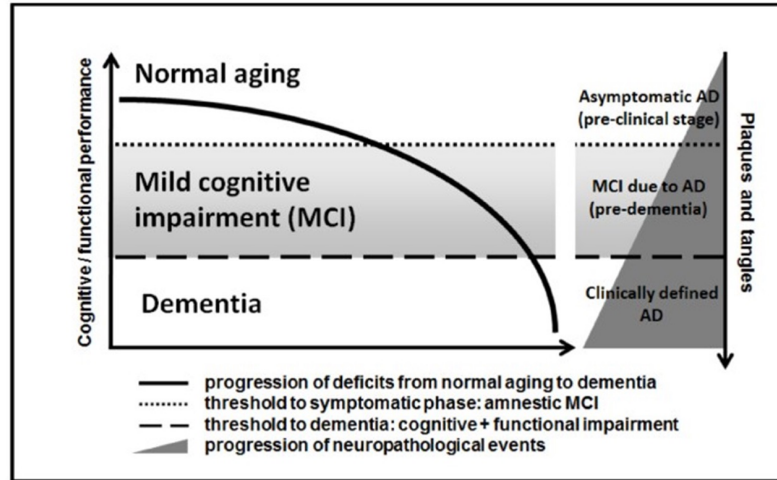 Cognitive / functional performance
Normal aging
Mild cognitive
impairment (MCI)
Dementia
Asymptomatic AD
(pre-clinical stage)
MCI due to AD
(pre-dementia)
Clinically defined
AD
Plaques and tangles
progression of deficits from normal aging to dementia
threshold to symptomatic phase: amnestic MCI
threshold to dementia: cognitive + functional impairment
progression of neuropathological events